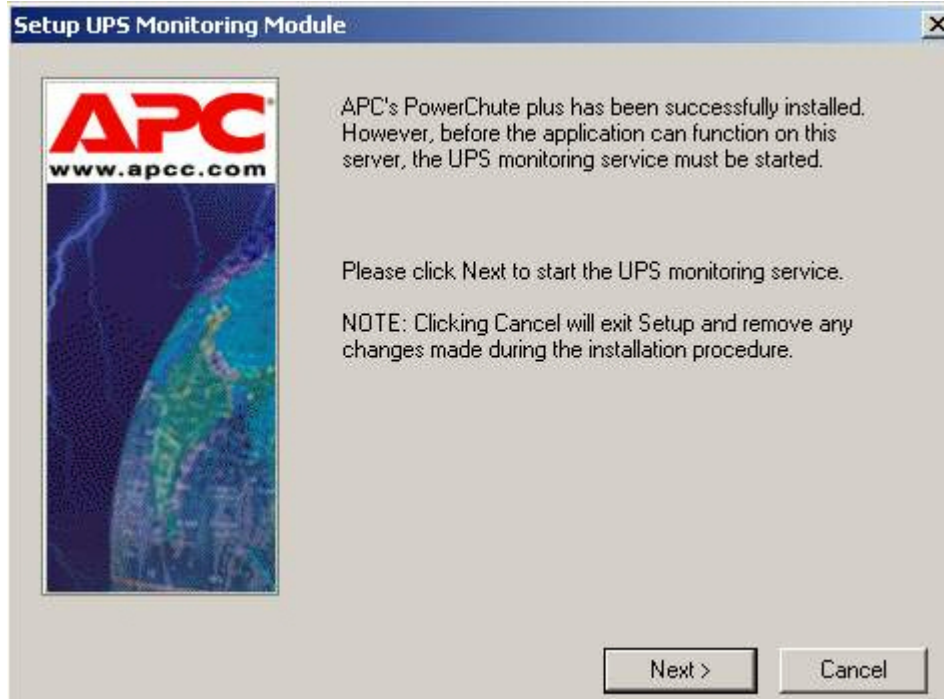 Setup UPS Monitoring Module
APC
www.apcc.com
APC's PowerChute plus has been successfully installed.
However, before the application can function on this
server, the UPS monitoring service must be started.
Please click Next to start the UPS monitoring service.
NOTE: Clicking Cancel will exit Setup and remove any
changes made during the installation procedure.
Next >
Cancel